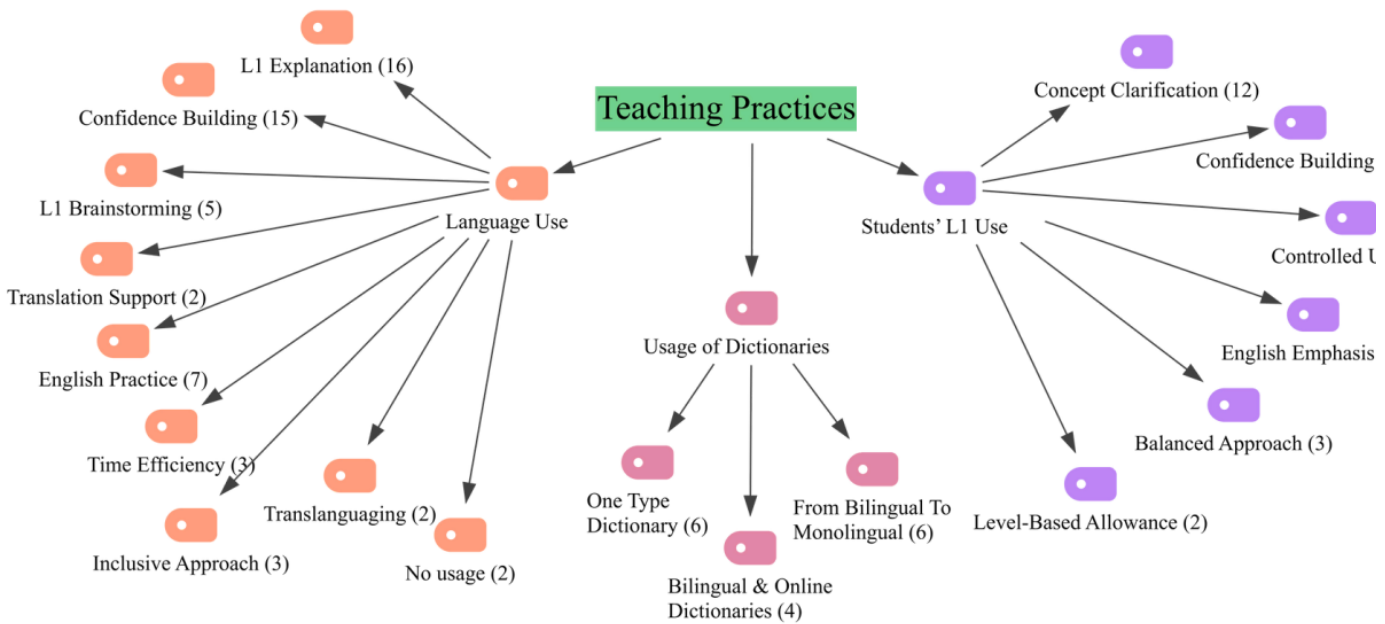 Teaching Practices
L1 Explanation (16)
Confidence Building (15)
L1 Brainstorming (5)
Translation Support (2)
English Practice (7)
Time Efficiency (3)
Inclusive Approach (3)
Translanguaging (2)
No usage (2)
Language Use
Usage of Dictionaries
One Type
Dictionary (6)
Bilingual & Online
Dictionaries (4)
From Bilingual To
Monolingual (6)
Students’ L1 Use
Concept Clarification (12)
Confidence Building
Controlled U
English Emphasis
Balanced Approach (3)
Level-Based Allowance (2)